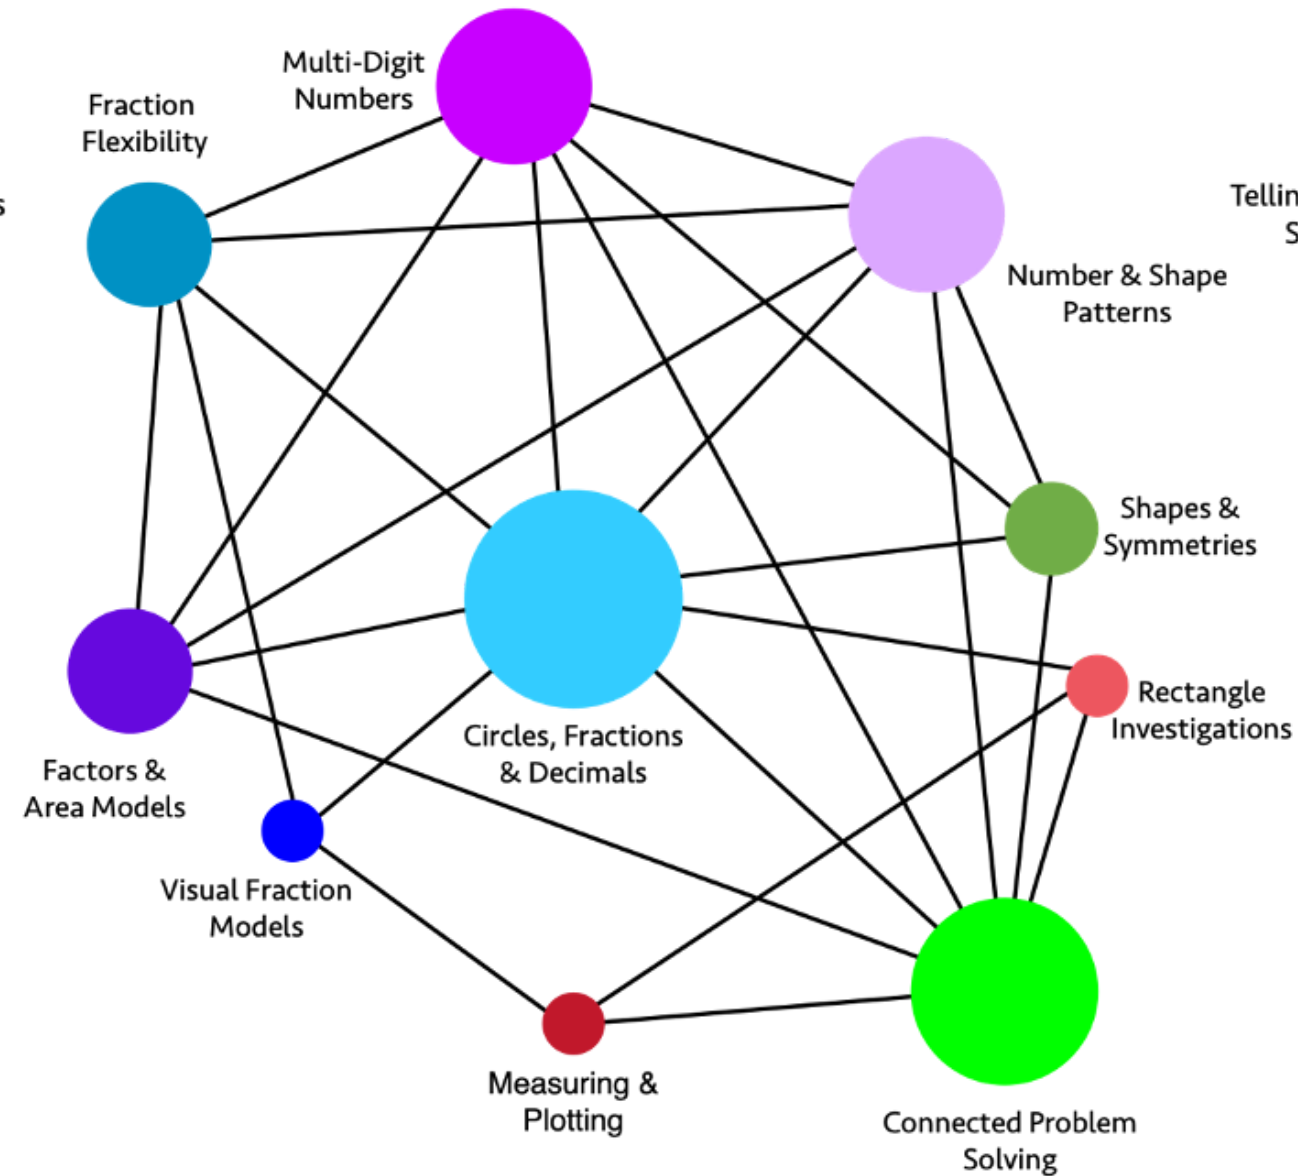 Multi-Digit
Numbers
Fraction
Flexibility
s
Tellin
S
Number & Shape
Patterns
Shapes &
Symmetries
Rectangle
Investigations
Circles, Fractions
& Decimals
Factors &
Area Models
Visual Fraction
Models
Measuring &
Plotting
Connected Problem
Solving